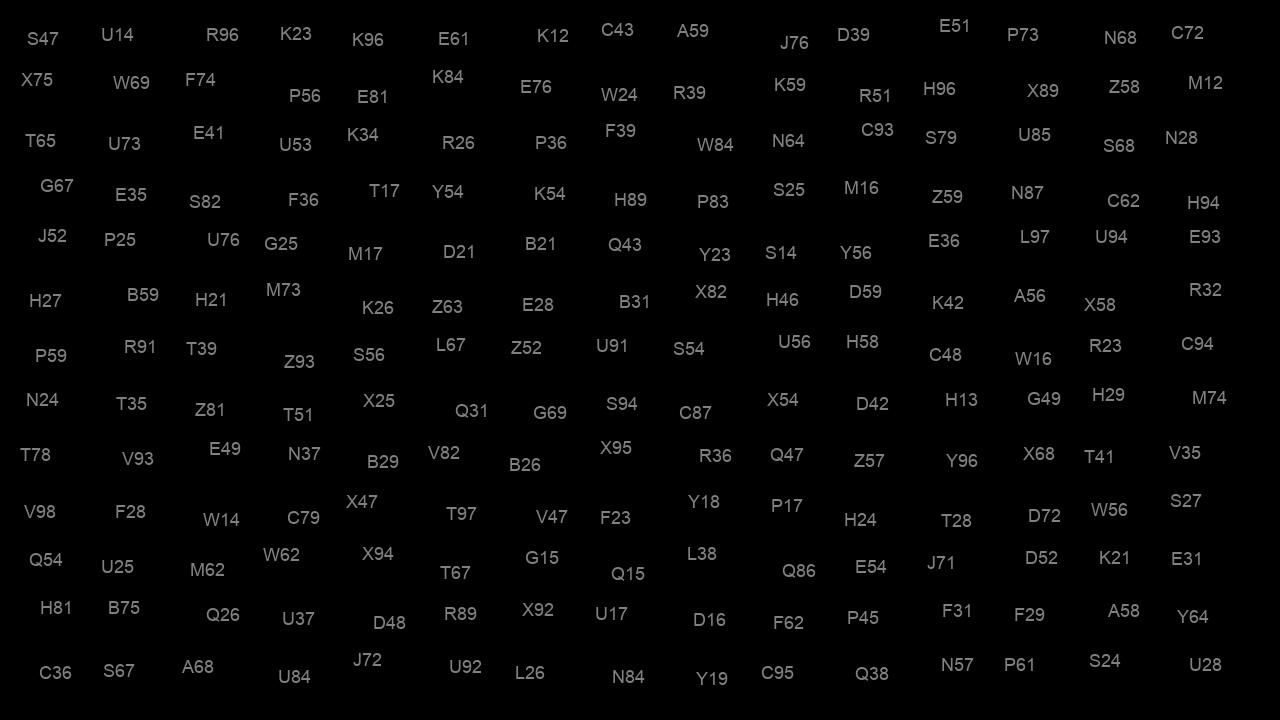 S47 U14 R96 K23 K96 E61 K12 C43 A59 J76 D39 E51 P73 N68 C72
X75 W69 F74 P56 E81 K84 E76 W24 R39 K59 R51 H96 X89 Z58 M12
T65 U73 E41 U53 K34 R26 P36 F39 W84 N64 C93 S79 U85 S68 N28
G67 E35 S82 F36 T17 Y54 K54 H89 P83 S25 M16 Z59 N87 C62 H94
J52 P25 U76 G25 M17 D21 B21 Q43 Y23 S14 Y56 E36 L97 U94 E93
H27 B59 H21 M73 K26 Z63 E28 B31 X82 H46 D59 K42 A56 X58 R32
P59 R91 T39 Z93 S56 L67 Z52 U91 S54 U56 H58 C48 W16 R23 C94
N24 T35 Z81 T51 X25 Q31 G69 S94 C87 X54 D42 H13 G49 H29 M74
T78 V93 E49 N37 B29 V82 B26 X95 R36 Q47 Z57 Y96 X68 T41 V35
V98 F28 W14 C79 X47 T97 V47 F23 Y18 P17 H24 T28 D72 W56 S27
Q54 U25 M62 W62 X94 T67 G15 Q15 L38 Q86 E54 J71 D52 K21 E31
H81 B75 Q26 U37 D48 R89 X92 U17 D16 F62 P45 F31 F29 A58 Y64
C36 S67 A68 U84 J72 U92 L26 N84 Y19 C95 Q38 N57 P61 S24 U28